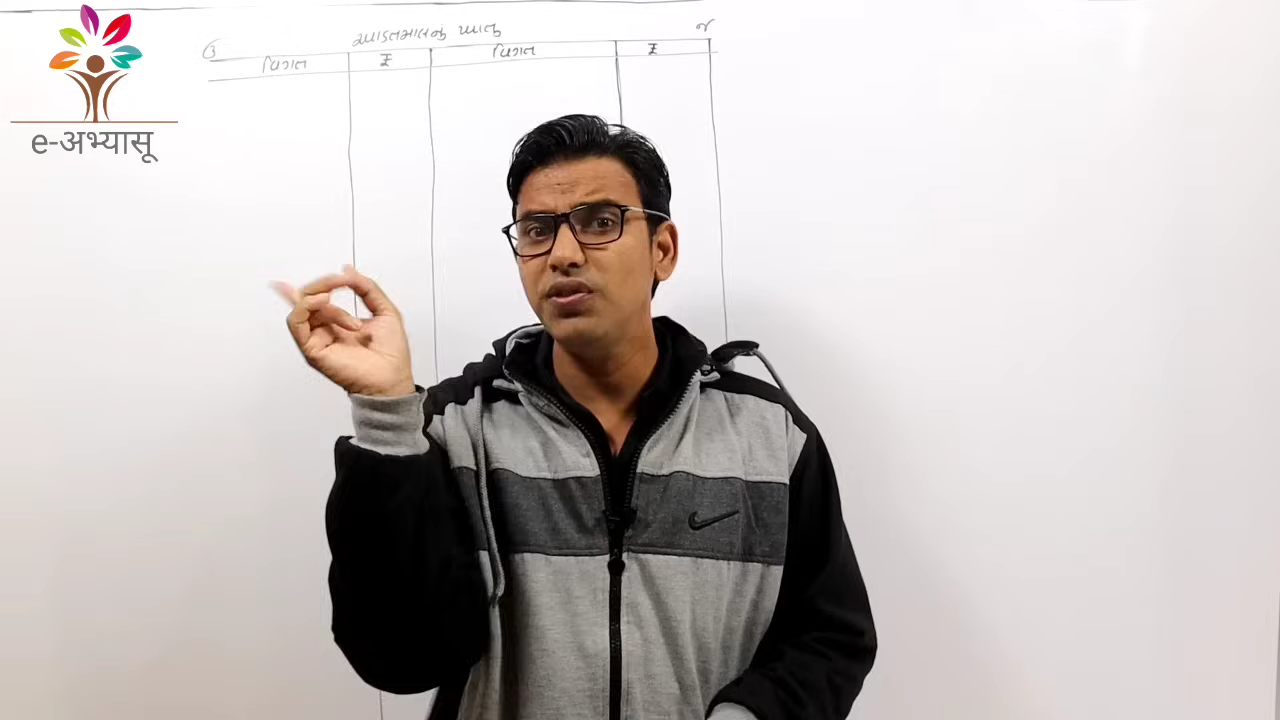 આડતમાલનું ખાતું
ઉ જ
વિગત ₹ વિગત ₹
e-अभ्यासू